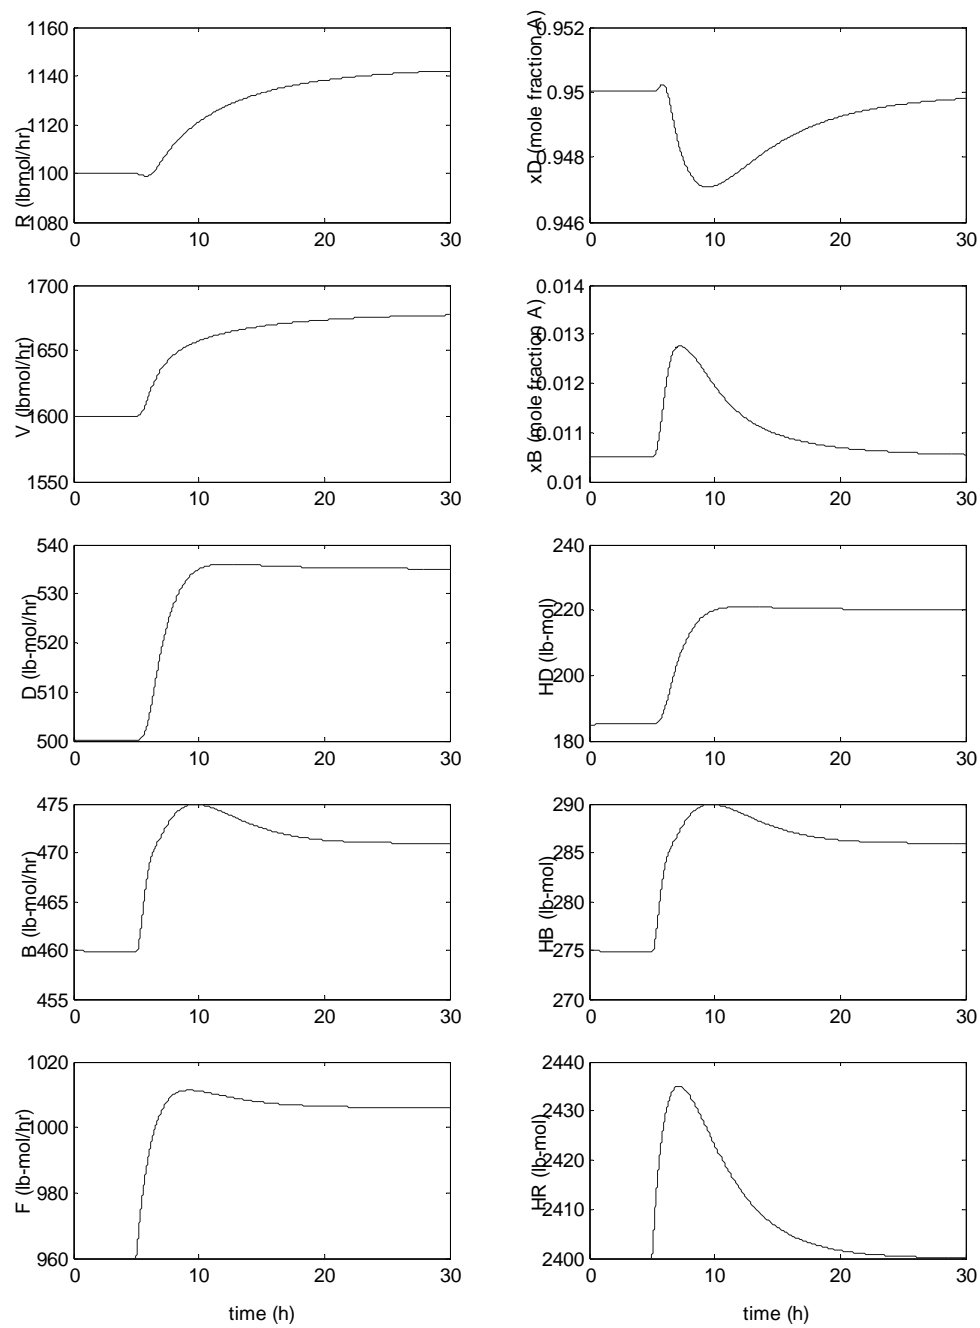 1160
1140
1120
1100
1080
R (lbmol/hr)
0 10 20 30
0.952
0.95
0.948
0.946
xD (mole fraction A)
0 10 20 30
1700
1650
1600
1550
V (lbmol/hr)
0 10 20 30
0.014
0.013
0.012
0.011
0.01
xB (mole fraction A)
0 10 20 30
540
530
520
510
500
D (lb-mol/hr)
0 10 20 30
240
220
200
180
HD (lb-mol)
0 10 20 30
475
470
465
460
455
B (lb-mol/hr)
0 10 20 30
290
285
280
275
270
HB (lb-mol)
0 10 20 30
1020
1000
980
960
F (lb-mol/hr)
0 10 20 30
time (h)
2440
2430
2420
2410
2400
HR (lb-mol)
0 10 20 30
time (h)